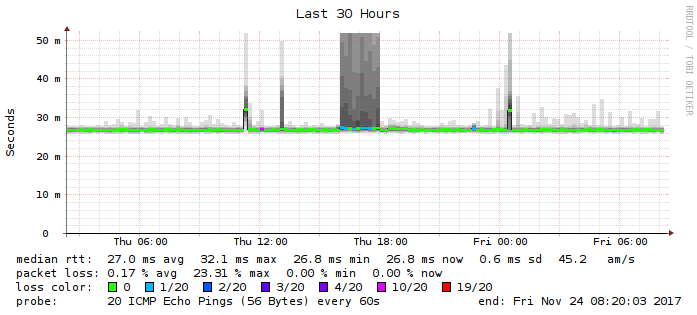 Last 30 Hours
RRDTOOL / TOBI OETIKER
Seconds
50 m
40 m
30 m
20 m
10 m
0
Thu 06:00 Thu 12:00 Thu 18:00 Fri 00:00 Fri 06:00
median rtt: 27.0 ms avg 32.1 ms max 26.8 ms min 26.8 ms now 0.6 ms sd 45.2 am/s
packet loss: 0.17 % avg 23.31 % max 0.00 % min 0.00 % now
loss color: 0 1/20 2/20 3/20 4/20 10/20 19/20
probe: 20 ICMP Echo Pings (56 Bytes) every 60s end: Fri Nov 24 08:20:03 2017